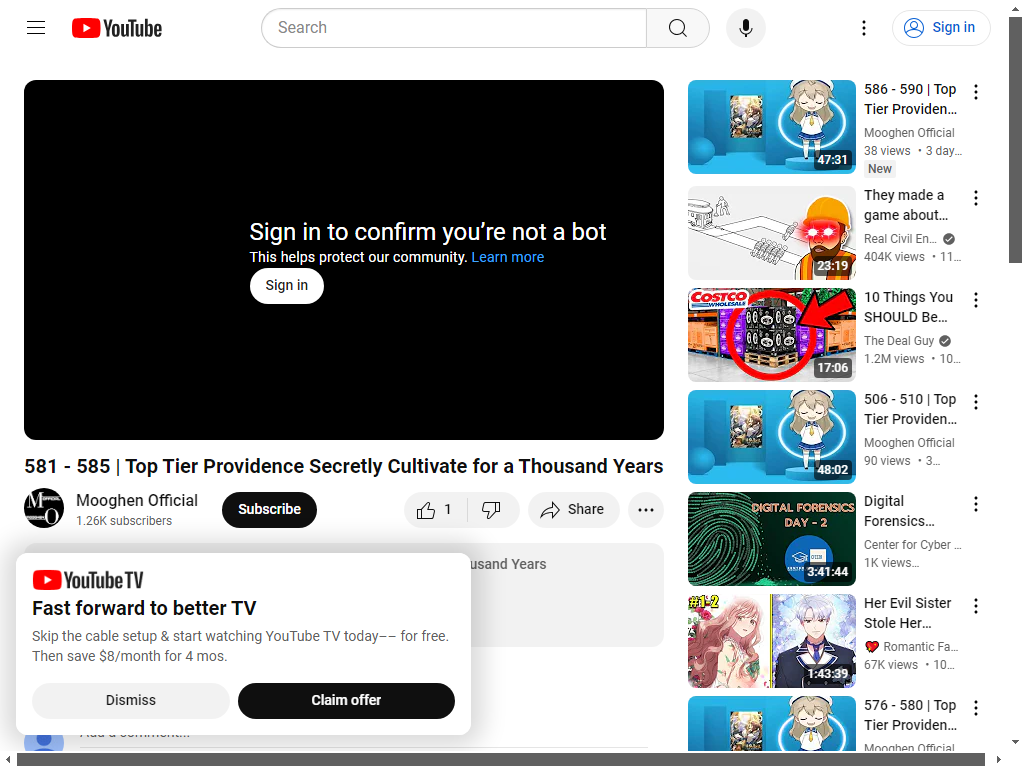 YouTube
Search
Sign in
Sign in to confirm you're not a bot
This helps protect our community. Learn more
Sign in
581 - 585 | Top Tier Providence Secretly Cultivate for a Thousand Years
Mooghen Official
1.26K subscribers
Subscribe
1
Share
usand Years
YouTube TV
Fast forward to better TV
Skip the cable setup & start watching YouTube TV today–– for free.
Then save $8/month for 4 mos.
Dismiss
Claim offer
Add a comment...
47:31
586 - 590 | Top
Tier Providen...
Mooghen Official
38 views • 3 day...
New
23:19
They made a
game about...
Real Civil En...
404K views • 11...
COSTCO
WHOLESALE
17:06
10 Things You
SHOULD Be...
The Deal Guy
1.2M views • 10...
48:02
506 - 510 | Top
Tier Providen...
Mooghen Official
90 views • 3...
DIGITAL FORENSICS
DAY - 2
3:41:44
Digital
Forensics...
Center for Cyber ...
1K views...
#1-2
1:43:39
Her Evil Sister
Stole Her...
Romantic Fa...
67K views • 10...
576 - 580 | Top
Tier Providen...
Mooghen Official